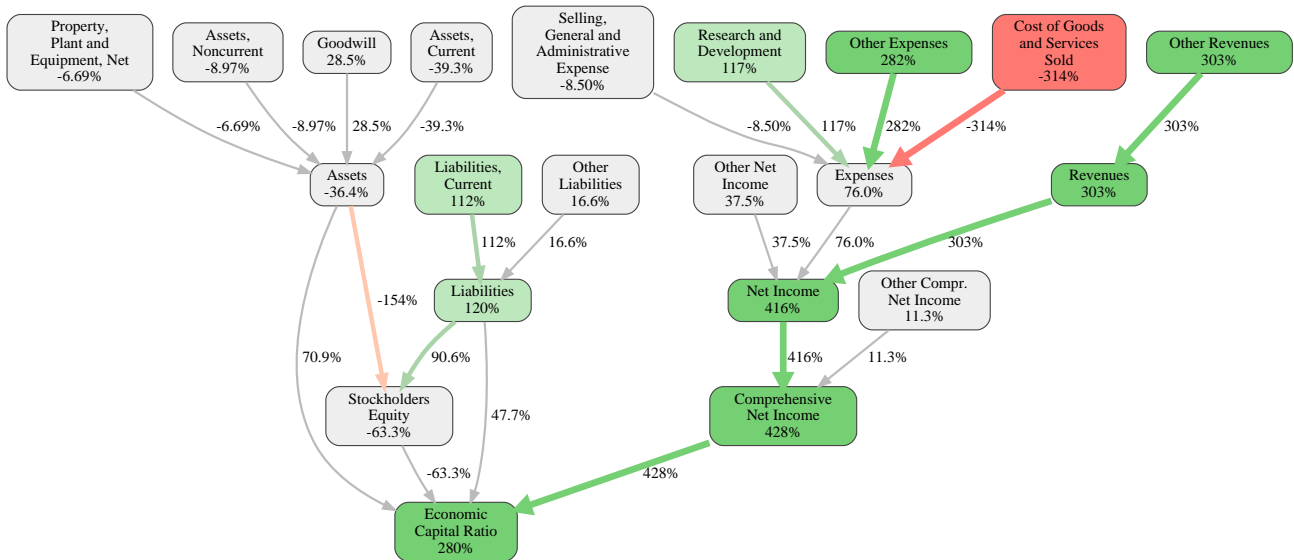 Property,
Plant and
Equipment, Net
-6.69%
Assets,
Noncurrent
-8.97%
Goodwill
28.5%
Assets,
Current
-39.3%
Selling,
General and
Administrative
Expense
-8.50%
Research and
Development
117%
Other Expenses
282%
Cost of Goods
and Services
Sold
-314%
Other Revenues
303%
-6.69%
-8.97%
28.5%
-39.3%
-8.50%
117%
282%
-314%
303%
Assets
-36.4%
Liabilities,
Current
112%
Other
Liabilities
16.6%
Other Net
Income
37.5%
Expenses
76.0%
Revenues
303%
112%
16.6%
37.5%
76.0%
303%
-154%
Liabilities
120%
Net Income
416%
Other Compr.
Net Income
11.3%
70.9%
90.6%
416%
11.3%
Stockholders
Equity
-63.3%
47.7%
Comprehensive
Net Income
428%
-63.3%
428%
Economic
Capital Ratio
280%